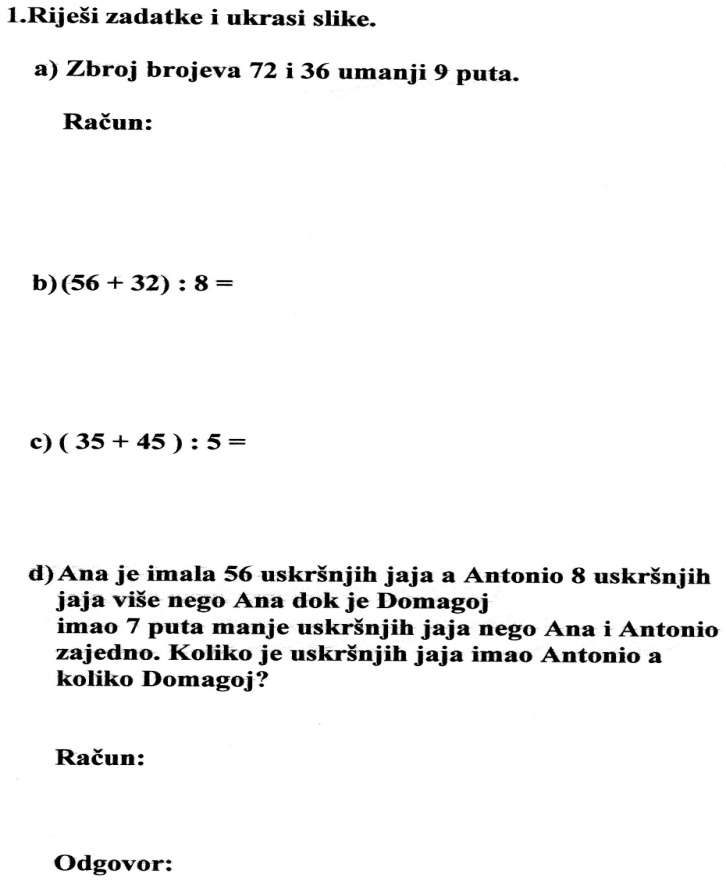 1.Riješi zadatke i ukrasi slike.
a) Zbroj brojeva 72 i 36 umanji 9 puta.
Račun:
b)(56 + 32) : 8 =
c) ( 35 + 45 ) : 5 =
d)Ana je imala 56 uskršnjih jaja a Antonio 8 uskršnjih
jaja više nego Ana dok je Domagoj
imao 7 puta manje uskršnjih jaja nego Ana i Antonio
zajedno. Koliko je uskršnjih jaja imao Antonio a
koliko Domagoj?
Račun:
Odgovor: